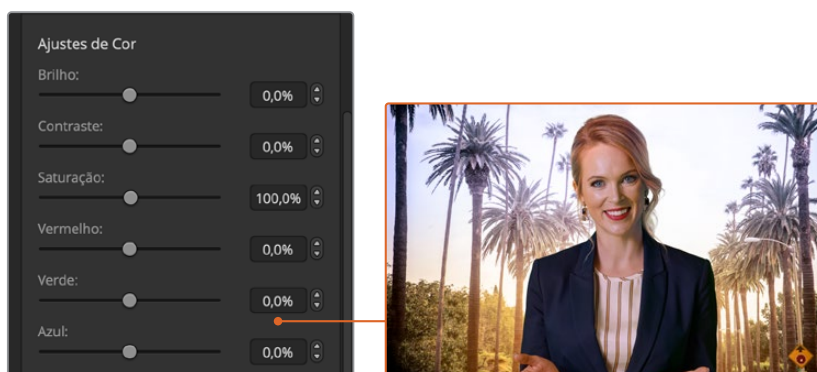 Ajustes de Cor
Brilho:
0,0%
Contraste:
0,0%
Saturação:
100,0%
Vermelho:
0,0%
Verde:
0,0%
Azul:
0,0%